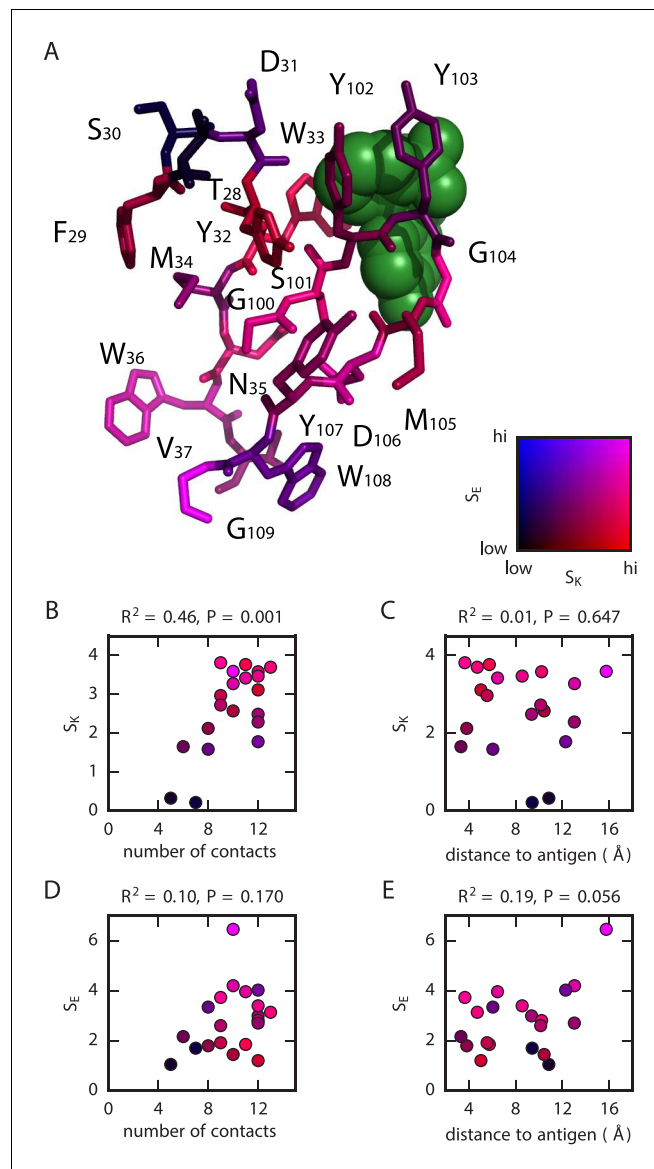 A
D31
Y102
Y103
S30
W33
T28
F29
Y32
G104
M34
S101
G100
W36
N35
M105
Y107
D106
V37
W108
G109
hi
SE
low
low
hi
SK
B
R² = 0.46, P = 0.001
SK
4
3
2
1
0
0 4 8 12
number of contacts
C
R² = 0.01, P = 0.647
SK
4
3
2
1
0
4 8 12 16
distance to antigen ( Å)
D
R² = 0.10, P = 0.170
SE
6
4
2
0
0 4 8 12
number of contacts
E
R² = 0.19, P = 0.056
SE
6
4
2
0
4 8 12 16
distance to antigen ( Å)